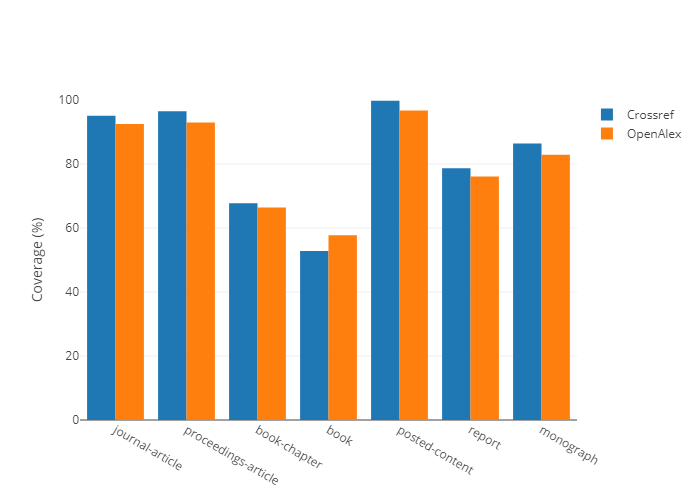 100
80
60
40
20
0
Coverage (%)
journal-article
proceedings-article
book-chapter
book
posted-content
report
monograph
Crossref
OpenAlex